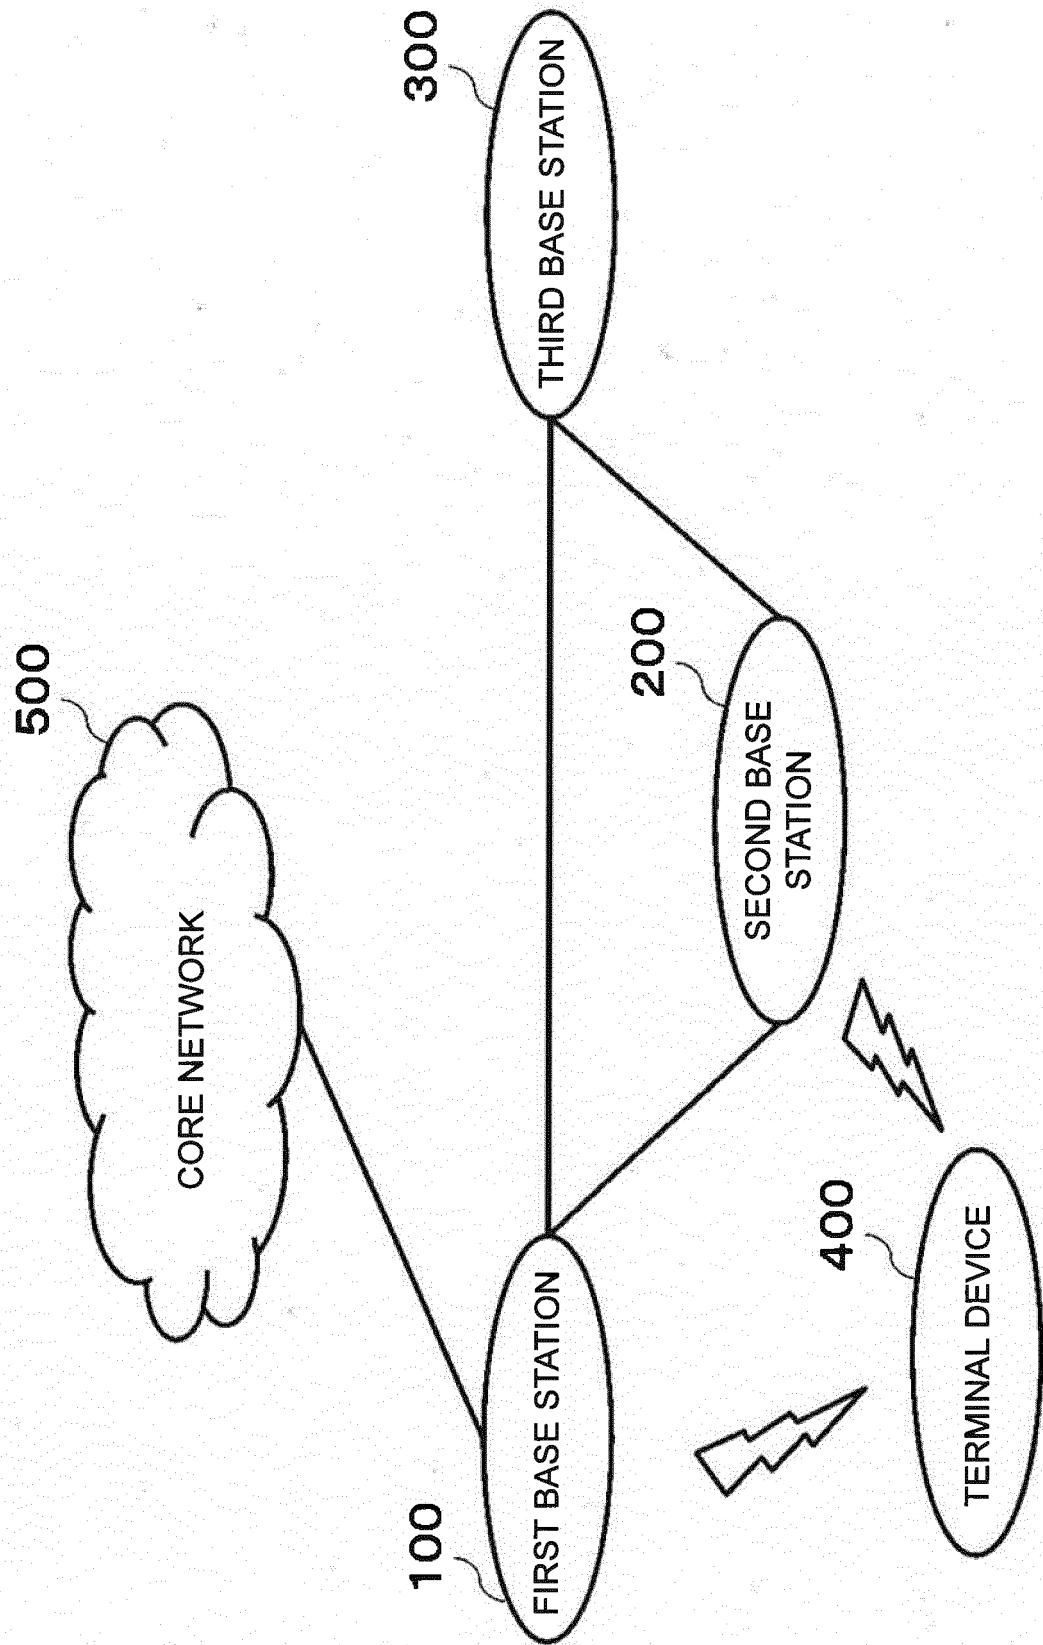 500
CORE NETWORK
100
FIRST BASE STATION
300
THIRD BASE STATION
200
SECOND BASE
STATION
400
TERMINAL DEVICE